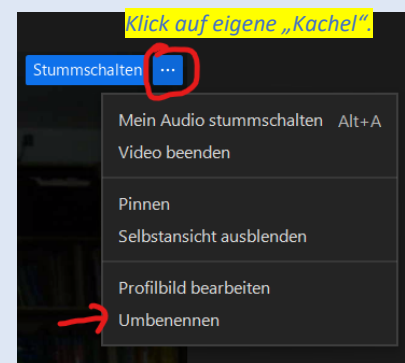 Klick auf eigene „Kachel“.
Stummschalten ...
Mein Audio stummschalten Alt+A
Video beenden
Pinnen
Selbstansicht ausblenden
Profilbild bearbeiten
Umbenennen